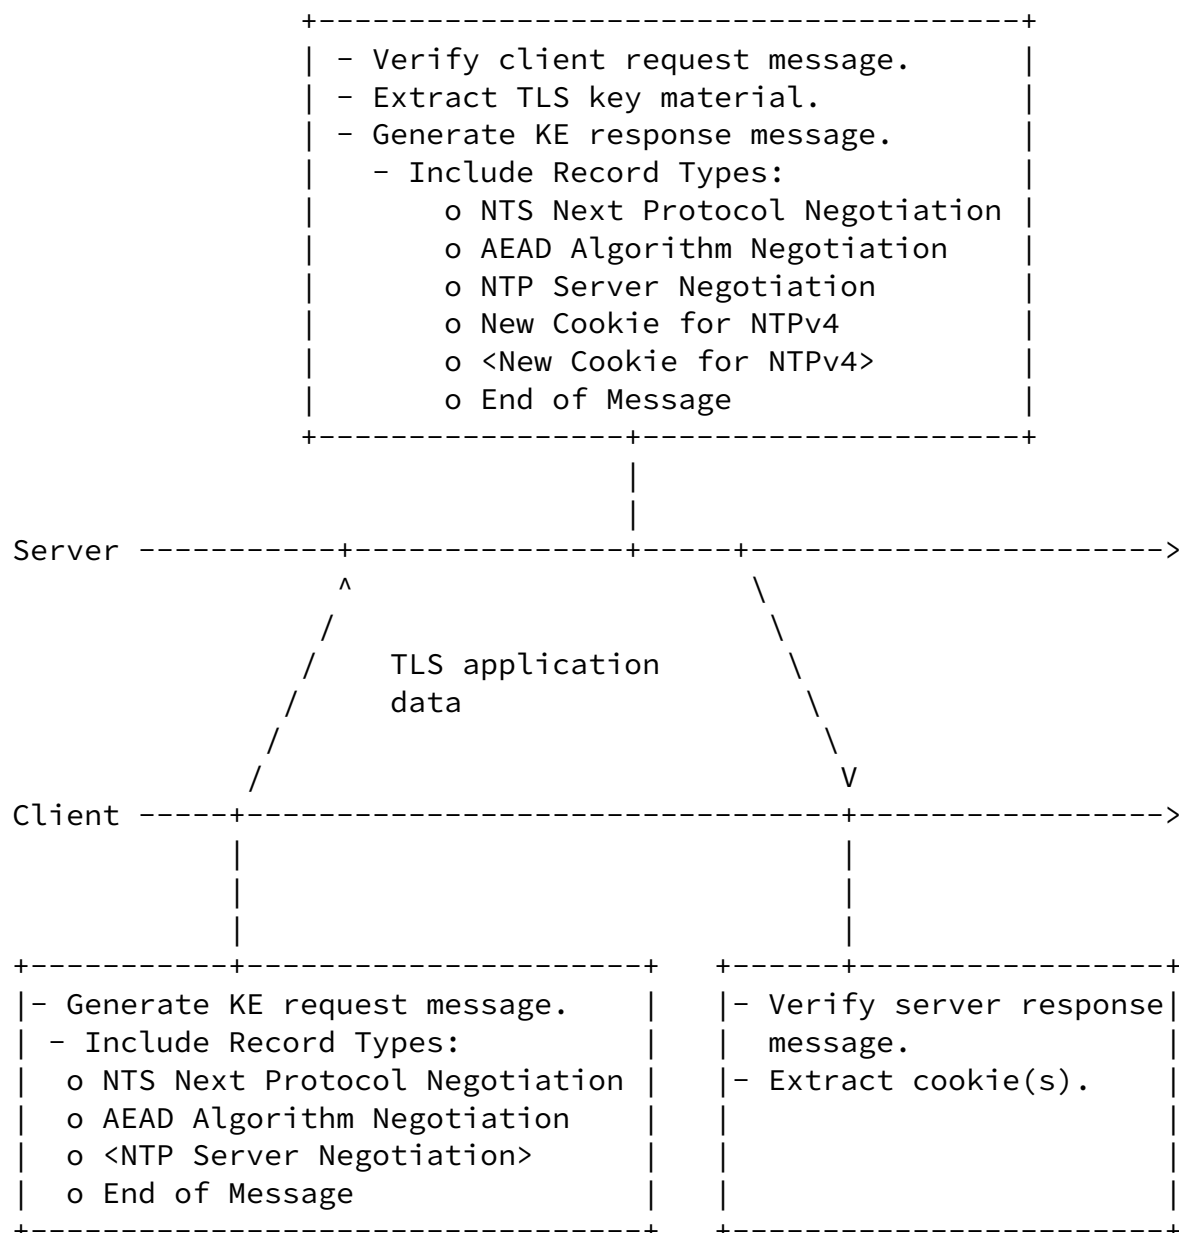 - Verify client request message.
- Extract TLS key material.
- Generate KE response message.
- Include Record Types:
o NTS Next Protocol Negotiation
o AEAD Algorithm Negotiation
o NTP Server Negotiation
o New Cookie for NTPv4
o <New Cookie for NTPv4>
o End of Message
Server
TLS application
data
Client
- Generate KE request message.
- Include Record Types:
o NTS Next Protocol Negotiation
o AEAD Algorithm Negotiation
o <NTP Server Negotiation>
o End of Message
- Verify server response
message.
- Extract cookie(s).